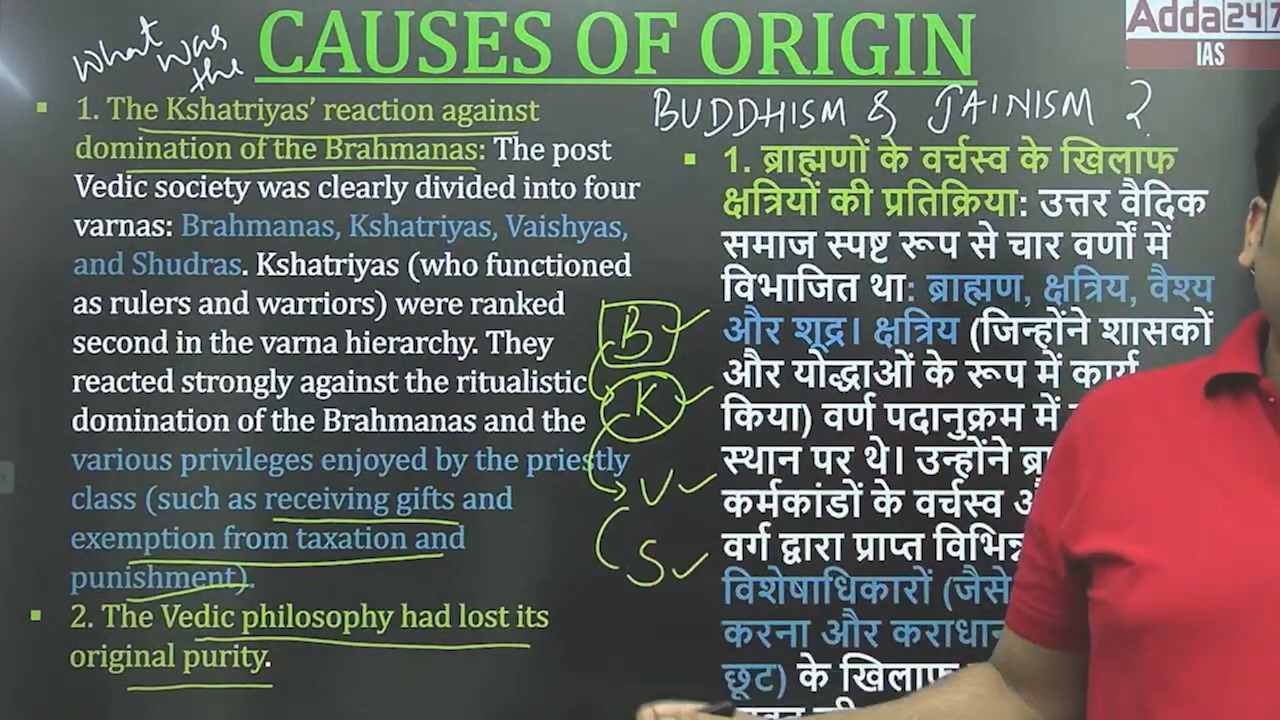 CAUSES OF ORIGIN
Adda247
IAS
What was
the
BUDDHISM & JAINISM ?
▪ 1. The Kshatriyas’ reaction against
domination of the Brahmanas: The post
Vedic society was clearly divided into four
varnas: Brahmanas, Kshatriyas, Vaishyas,
and Shudras. Kshatriyas (who functioned
as rulers and warriors) were ranked
second in the varna hierarchy. They
reacted strongly against the ritualistic
domination of the Brahmanas and the
various privileges enjoyed by the priestly
class (such as receiving gifts and
exemption from taxation and
punishment).
▪ 2. The Vedic philosophy had lost its
original purity.
B
K
V
S
▪ 1. ब्राह्मणों के वर्चस्व के खिलाफ
क्षत्रियों की प्रतिक्रिया: उत्तर वैदिक
समाज स्पष्ट रूप से चार वर्णों में
विभाजित था: ब्राह्मण, क्षत्रिय, वैश्य
और शूद्र। क्षत्रिय (जिन्होंने शासकों
और योद्धाओं के रूप में कार्य
किया) वर्ण पदानुक्रम में
स्थान पर थे। उन्होंने
कर्मकांडों के वर्चस्व
वर्ग द्वारा प्राप्त
विशेषाधिकारों (जैसे
करना और कराधान
छूट) के खिलाफ